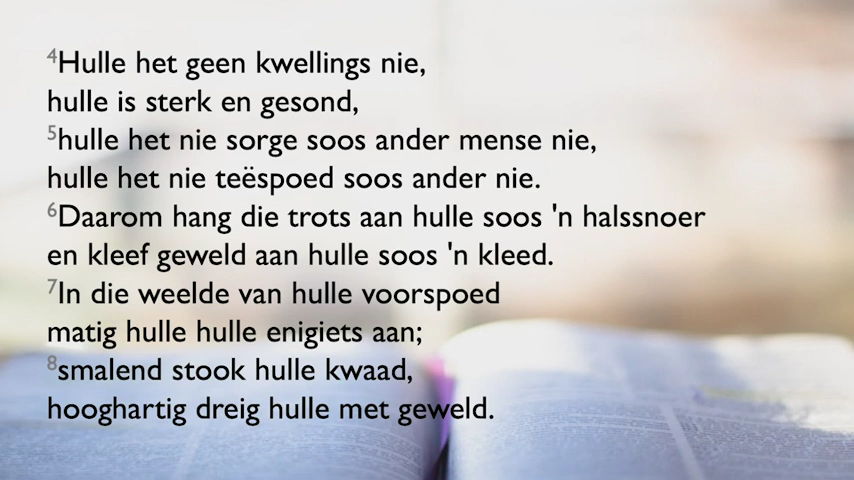 ⁴Hulle het geen kwellings nie,
hulle is sterk en gesond,
⁵hulle het nie sorge soos ander mense nie,
hulle het nie teëspoed soos ander nie.
⁶Daarom hang die trots aan hulle soos 'n halssnoer
en kleef geweld aan hulle soos 'n kleed.
⁷In die weelde van hulle voorspoed
matig hulle hulle enigiets aan;
⁸smalend stook hulle kwaad,
hooghartig dreig hulle met geweld.